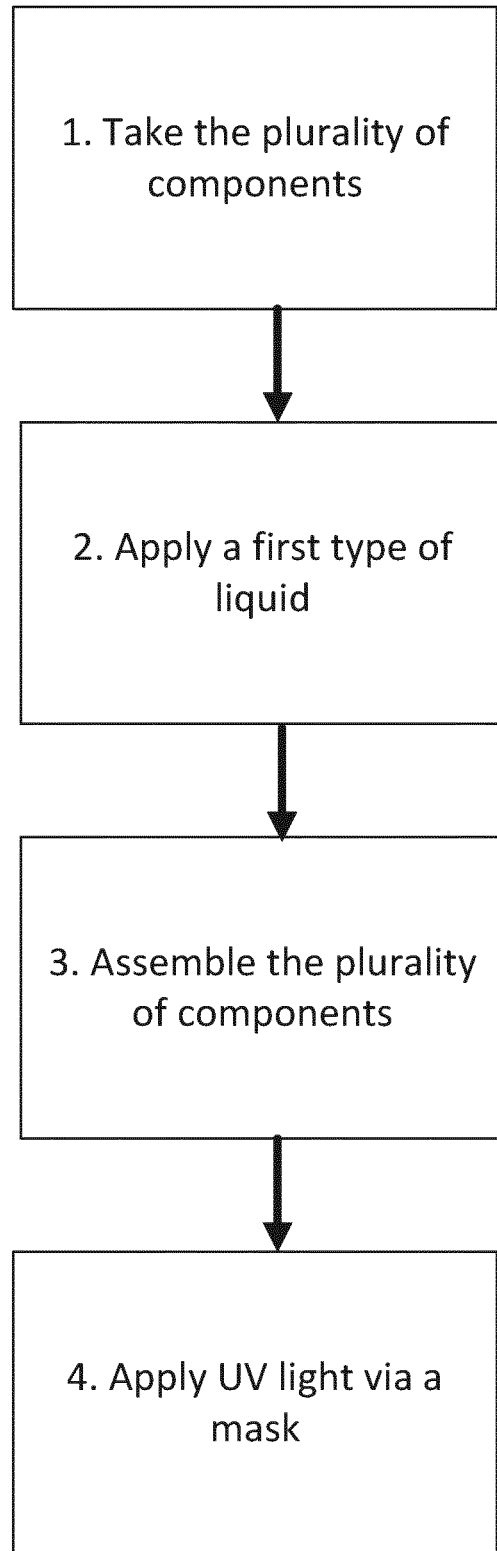 1. Take the plurality of
components
2. Apply a first type of
liquid
3. Assemble the plurality
of components
4. Apply UV light via a
mask